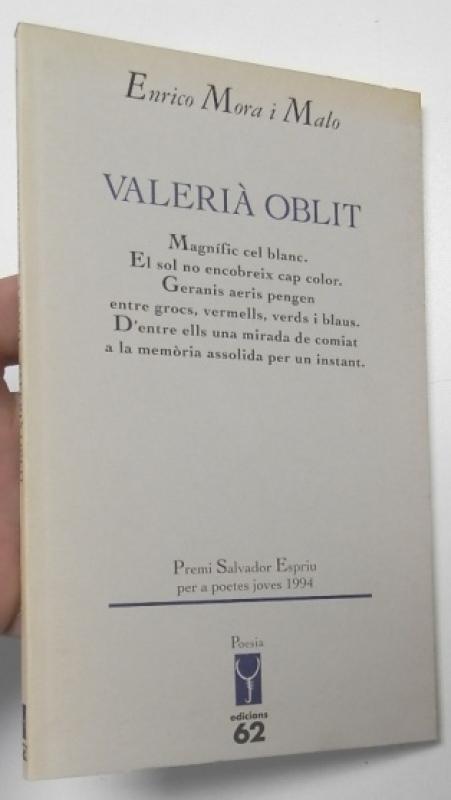 Enrico Mora i Malo
VALERIÀ OBLIT
Magnífic cel blanc.
El sol no encobreix cap color.
Geranis aeris pengen
entre grocs, vermells, verds i blaus.
D'entre ells una mirada de comiat
a la memòria assolida per un instant.
Premi Salvador Espriu
per a poetes joves 1994
Poesia
edicions
62